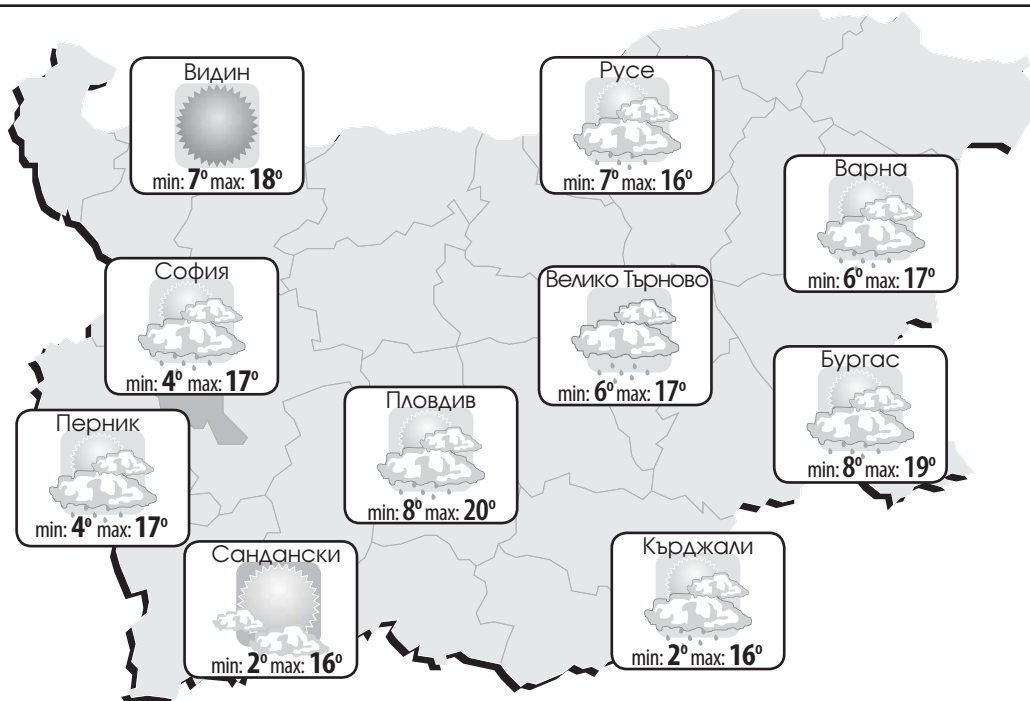 Видин
min: 7° max: 18°
Русе
min: 7° max: 16°
Варна
min: 6° max: 17°
София
min: 4° max: 17°
Велико Търново
min: 6° max: 17°
Бургас
min: 8° max: 19°
Пловдив
min: 8° max: 20°
Перник
min: 4° max: 17°
Сандански
min: 2° max: 16°
Кърджали
min: 2° max: 16°